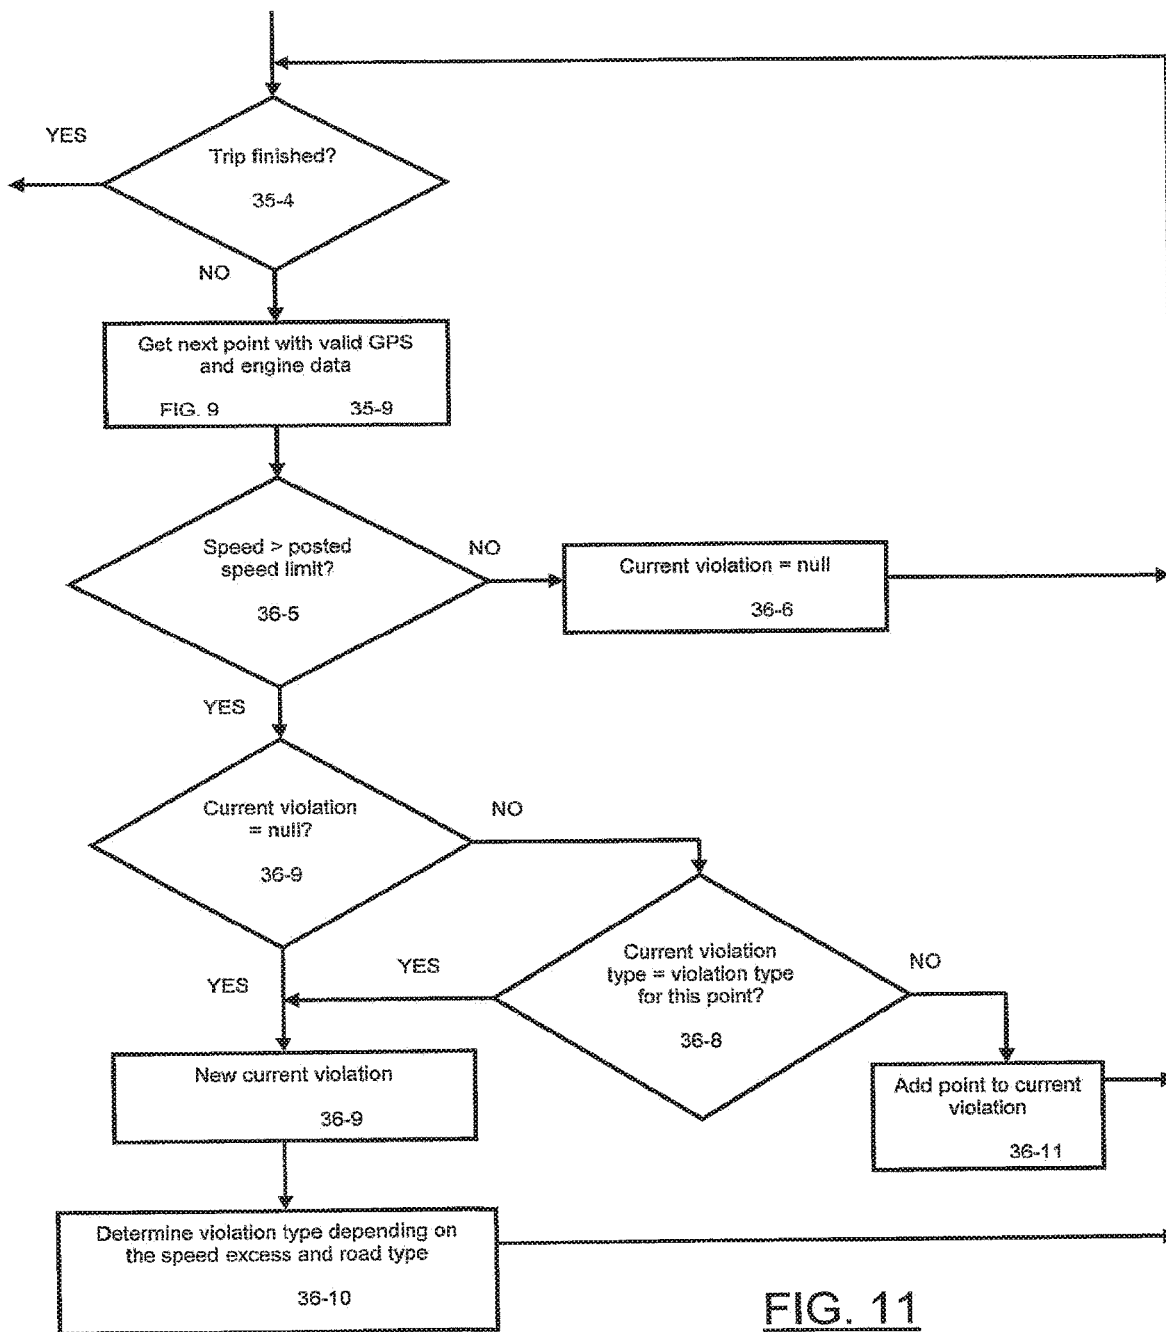 YES
Trip finished?
35-4
NO
Get next point with valid GPS
and engine data
FIG. 9 35-9
Speed > posted
speed limit?
36-5
NO
Current violation = null
36-6
YES
Current violation
= null?
36-9
NO
YES
Current violation
type = violation type
for this point?
36-8
YES
NO
New current violation
36-9
Add point to current
violation
36-11
Determine violation type depending on
the speed excess and road type
36-10
FIG. 11